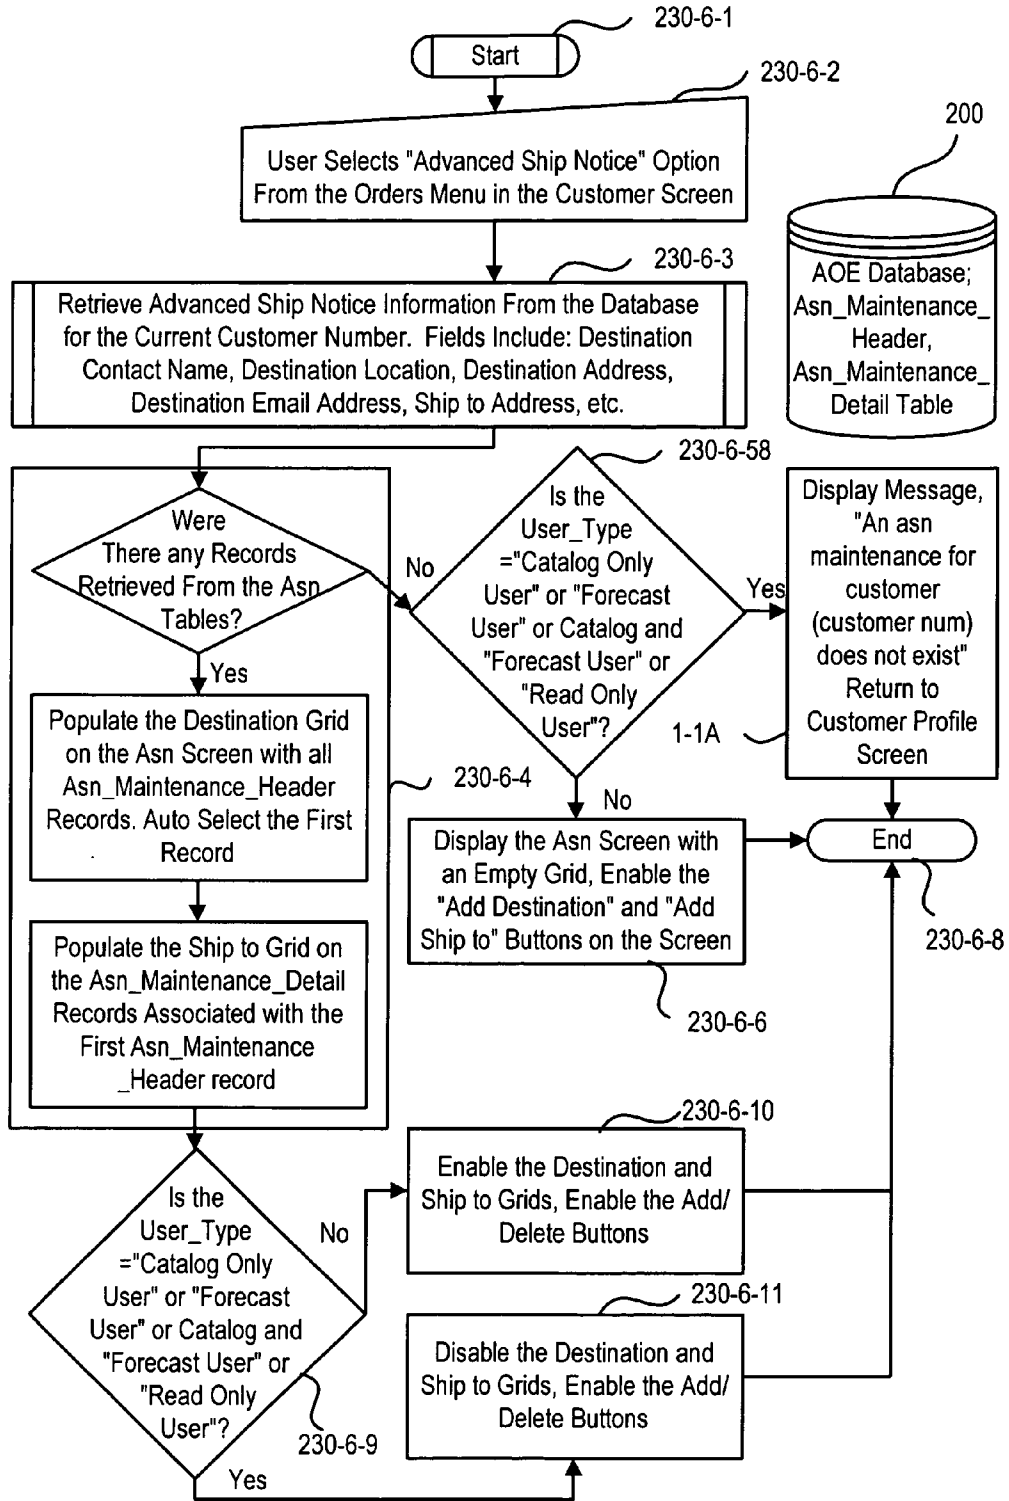 230-6-1
Start
230-6-2
User Selects "Advanced Ship Notice" Option
From the Orders Menu in the Customer Screen
200
AOE Database;
Asn_Maintenance_
Header,
Asn_Maintenance_
Detail Table
230-6-3
Retrieve Advanced Ship Notice Information From the Database
for the Current Customer Number. Fields Include: Destination
Contact Name, Destination Location, Destination Address,
Destination Email Address, Ship to Address, etc.
Were
There any Records
Retrieved From the Asn
Tables?
No
Yes
230-6-58
Is the
User_Type
="Catalog Only
User" or "Forecast
User" or Catalog and
"Forecast User" or
"Read Only
User"?
Yes
No
Display Message,
"An asn
maintenance for
customer
(customer num)
does not exist"
Return to
Customer Profile
Screen
1-1A
Populate the Destination Grid
on the Asn Screen with all
Asn_Maintenance_Header
Records. Auto Select the First
Record
230-6-4
Display the Asn Screen with
an Empty Grid, Enable the
"Add Destination" and "Add
Ship to" Buttons on the Screen
230-6-6
End
230-6-8
Populate the Ship to Grid on
the Asn_Maintenance_Detail
Records Associated with the
First Asn_Maintenance
_Header record
Is the
User_Type
="Catalog Only
User" or "Forecast
User" or Catalog and
"Forecast User" or
"Read Only
User"?
230-6-9
No
Yes
230-6-10
Enable the Destination and
Ship to Grids, Enable the Add/
Delete Buttons
230-6-11
Disable the Destination and
Ship to Grids, Enable the Add/
Delete Buttons